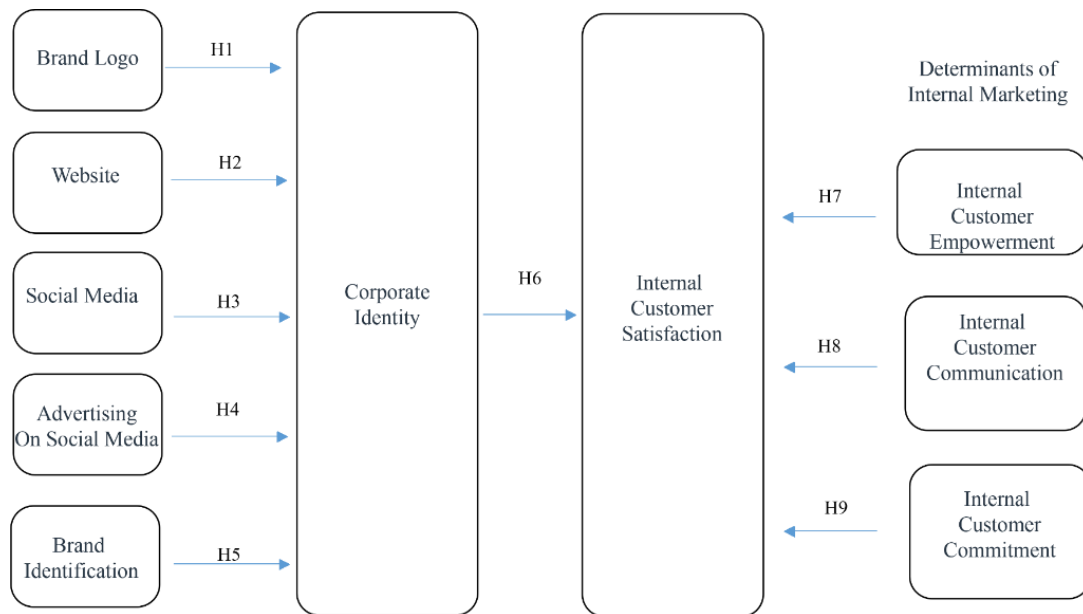 Brand Logo
H1
Website
H2
Social Media
H3
Advertising
On Social Media
H4
Brand
Identification
H5
Corporate
Identity
H6
Internal
Customer
Satisfaction
Determinants of
Internal Marketing
H7
Internal
Customer
Empowerment
H8
Internal
Customer
Communication
H9
Internal
Customer
Commitment